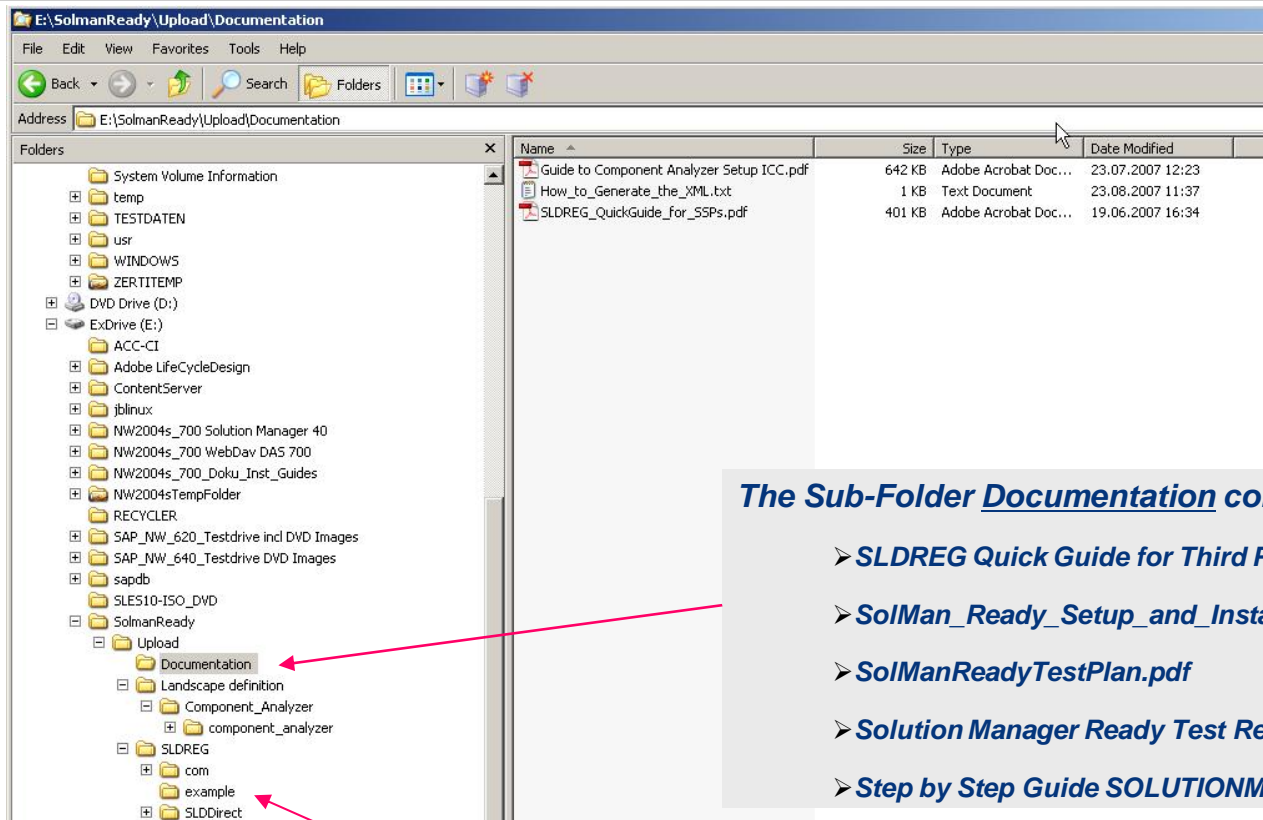 E:\SolmanReady\Upload\Documentation
File Edit View Favorites Tools Help
Back Search Folders
Address E:\SolmanReady\Upload\Documentation
Folders
System Volume Information
temp
TESTDATEN
usr
WINDOWS
ZERTITEMP
DVD Drive (D:)
ExDrive (E:)
ACC-CI
Adobe LifeCycleDesign
ContentServer
jblinux
NW2004s_700 Solution Manager 40
NW2004s_700 WebDav DAS 700
NW2004s_700_Doku_Inst_Guides
NW2004sTempFolder
RECYCLER
SAP_NW_620_Testdrive incl DVD Images
SAP_NW_640_Testdrive DVD Images
sapdb
SLES10-ISO_DVD
SolmanReady
Upload
Documentation
Landscape definition
Component_Analyzer
component_analyzer
SLDREG
com
example
SLDDirect
Name Size Type Date Modified
Guide to Component Analyzer Setup ICC.pdf 642 KB Adobe Acrobat Doc... 23.07.2007 12:23
How_to_Generate_the_XML.txt 1 KB Text Document 23.08.2007 11:37
SLDREG_QuickGuide_for_SSPs.pdf 401 KB Adobe Acrobat Doc... 19.06.2007 16:34
The Sub-Folder Documentation
➢SLDREG Quick Guide for Third
➢SolMan_Ready_Setup_and_Insta
➢SolManReadyTestPlan.pdf
➢Solution Manager Ready Test Re
➢Step by Step Guide SOLUTIONM